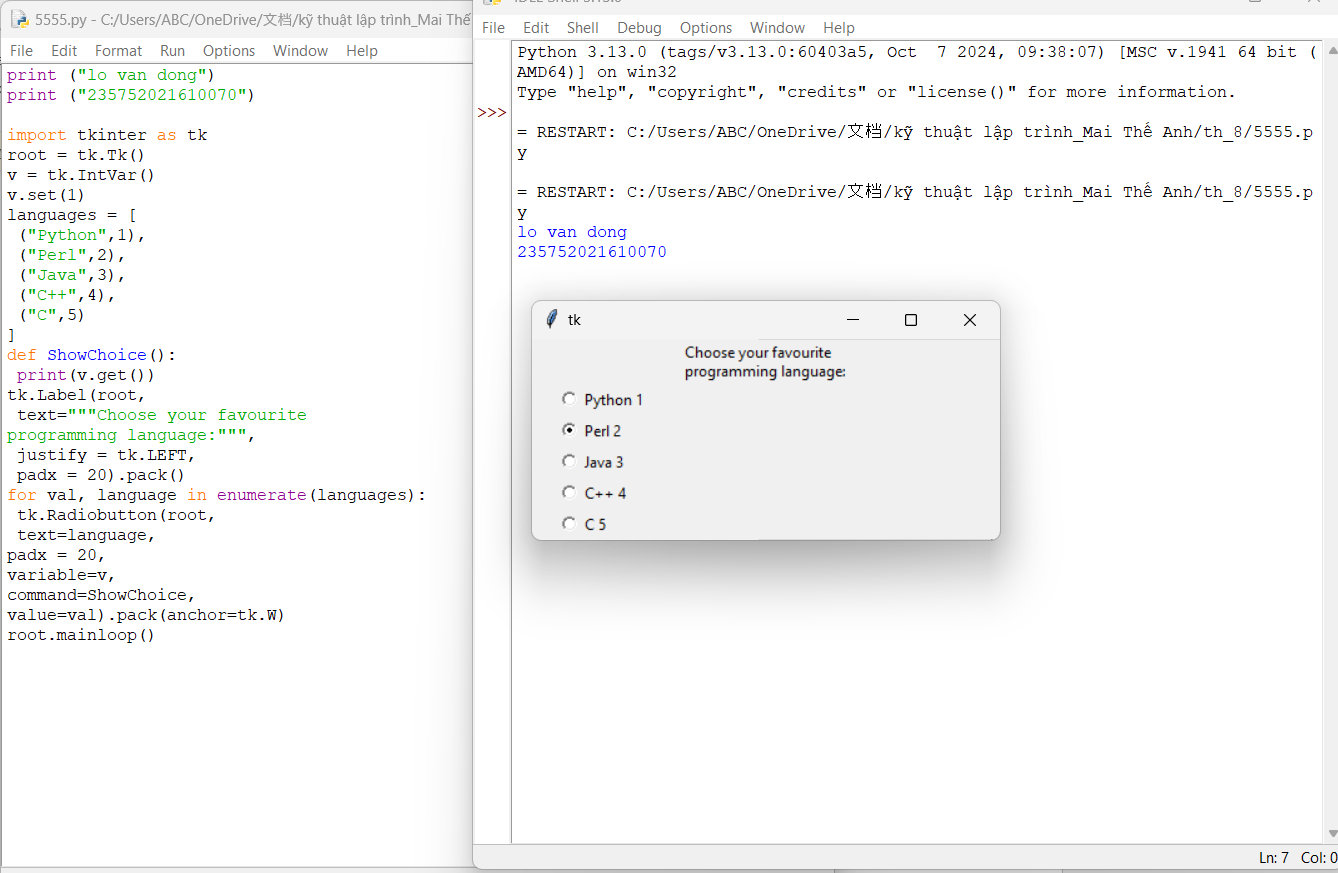 5555.py - C:/Users/ABC/OneDrive/文档/kỹ thuật lập trình_Mai Thế
File Edit Format Run Options Window Help
print ("lo van dong")
print ("235752021610070")
import tkinter as tk
root = tk.Tk()
v = tk.IntVar()
v.set(1)
languages = [
("Python",1),
("Perl",2),
("Java",3),
("C++",4),
("C",5)
]
def ShowChoice():
print(v.get())
tk.Label(root,
text="""Choose your favourite
programming language:""",
justify = tk.LEFT,
padx = 20).pack()
for val, language in enumerate(languages):
tk.Radiobutton(root,
text=language,
padx = 20,
variable=v,
command=ShowChoice,
value=val).pack(anchor=tk.W)
root.mainloop()
File Edit Shell Debug Options Window Help
Python 3.13.0 (tags/v3.13.0:60403a5, Oct  7 2024, 09:38:07) [MSC v.1941 64 bit (
AMD64)] on win32
Type "help", "copyright", "credits" or "license()" for more information.
>>>
= RESTART: C:/Users/ABC/OneDrive/文档/kỹ thuật lập trình_Mai Thế Anh/th_8/5555.p
y
= RESTART: C:/Users/ABC/OneDrive/文档/kỹ thuật lập trình_Mai Thế Anh/th_8/5555.p
y
lo van dong
235752021610070
tk
Choose your favourite
programming language:
Python 1
Perl 2
Java 3
C++ 4
C 5
Ln: 7 Col: 0